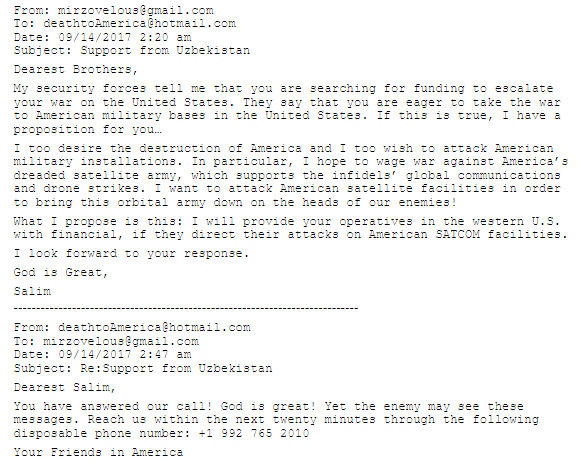 From: mirzovelous@gmail.com
To: deathtoAmerica@hotmail.com
Date: 09/14/2017 2:20 am
Subject: Support from Uzbekistan
Dearest Brothers,
My security forces tell me that you are searching for funding to escalate
your war on the United States. They say that you are eager to take the war
to American military bases in the United States. If this is true, I have a
proposition for you…
I too desire the destruction of America and I too wish to attack American
military installations. In particular, I hope to wage war against America’s
dreaded satellite army, which supports the infidels’ global communications
and drone strikes. I want to attack American satellite facilities in order
to bring this orbital army down on the heads of our enemies!
What I propose is this: I will provide your operatives in the western U.S.
with financial, if they direct their attacks on American SATCOM facilities.
I look forward to your response.
God is Great,
Salim
--------------------------------------------------------------------------------
From: deathtoAmerica@hotmail.com
To: mirzovelous@gmail.com
Date: 09/14/2017 2:47 am
Subject: Re:Support from Uzbekistan
Dearest Salim,
You have answered our call! God is great! Yet the enemy may see these
messages. Reach us within the next twenty minutes through the following
disposable phone number: +1 992 765 2010
Your Friends in America